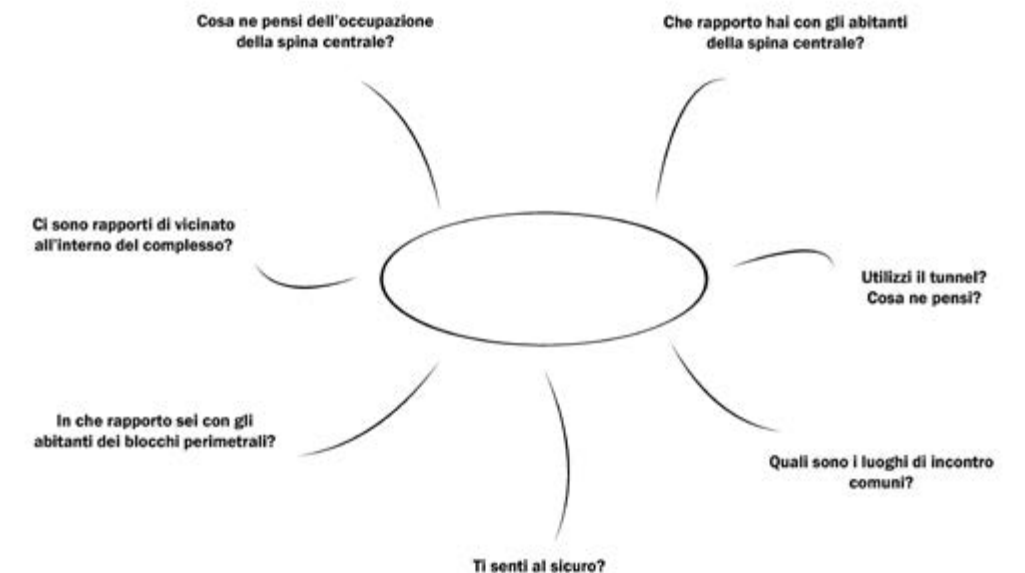 Cosa ne pensi dell'occupazione
della spina centrale?
Che rapporto hai con gli abitanti
della spina centrale?
Ci sono rapporti di vicinato
all'interno del complesso?
Utilizzi il tunnel?
Cosa ne pensi?
In che rapporto sei con gli
abitanti dei blocchi perimetrali?
Quali sono i luoghi di incontro
comuni?
Ti senti al sicuro?